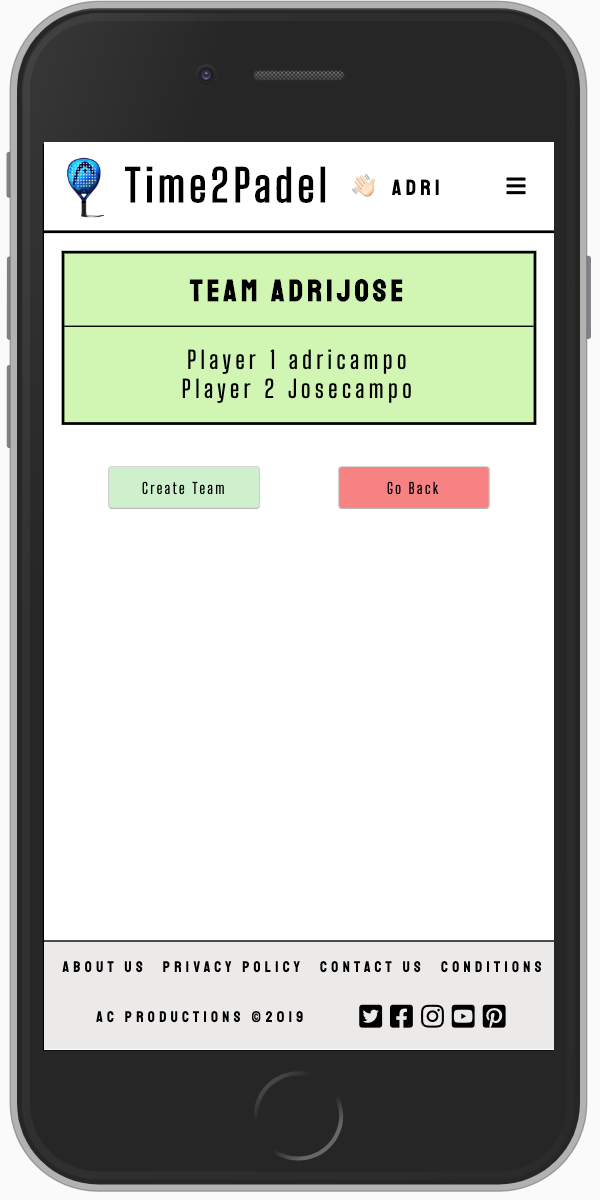 Time2Padel 👋🏻 ADRI
TEAM ADRIJOSE
Player 1 adricampo
Player 2 Josecampo
Create Team Go Back
ABOUT US PRIVACY POLICY CONTACT US CONDITIONS
AC PRODUCTIONS ©2019